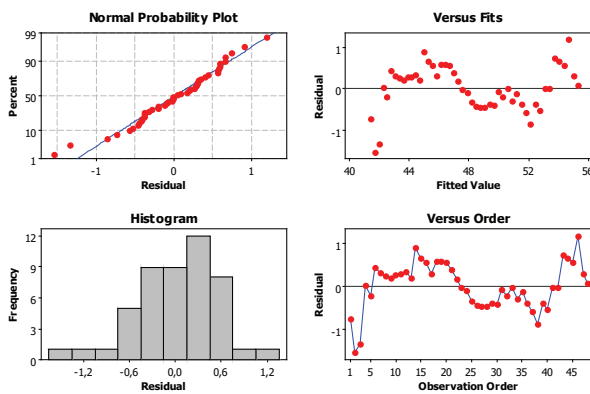 Normal Probability Plot
99
90
50
10
1
Percent
-1 0 1
Residual
Versus Fits
1
0
-1
Residual
40 44 48 52 56
Fitted Value
Histogram
12
9
6
3
0
Frequency
-1,2 -0,6 0,0 0,6 1,2
Residual
Versus Order
1
0
-1
Residual
1 5 10 15 20 25 30 35 40 45
Observation Order